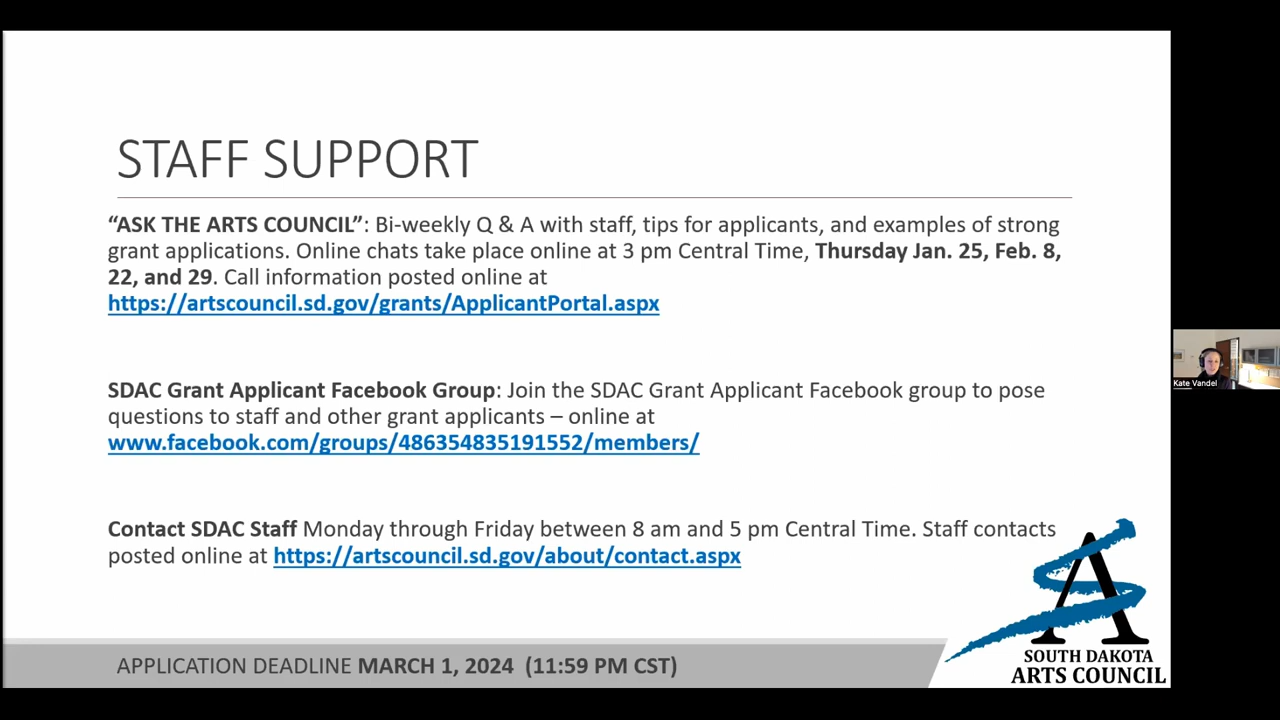 STAFF SUPPORT
“ASK THE ARTS COUNCIL”: Bi-weekly Q & A with staff, tips for applicants, and examples of strong
grant applications. Online chats take place online at 3 pm Central Time, Thursday Jan. 25, Feb. 8,
22, and 29. Call information posted online at
https://artscouncil.sd.gov/grants/ApplicantPortal.aspx
SDAC Grant Applicant Facebook Group: Join the SDAC Grant Applicant Facebook group to pose
questions to staff and other grant applicants – online at
www.facebook.com/groups/486354835191552/members/
Contact SDAC Staff Monday through Friday between 8 am and 5 pm Central Time. Staff contacts
posted online at https://artscouncil.sd.gov/about/contact.aspx
APPLICATION DEADLINE MARCH 1, 2024 (11:59 PM CST)
SOUTH DAKOTA
ARTS COUNCIL
Kate Vandel